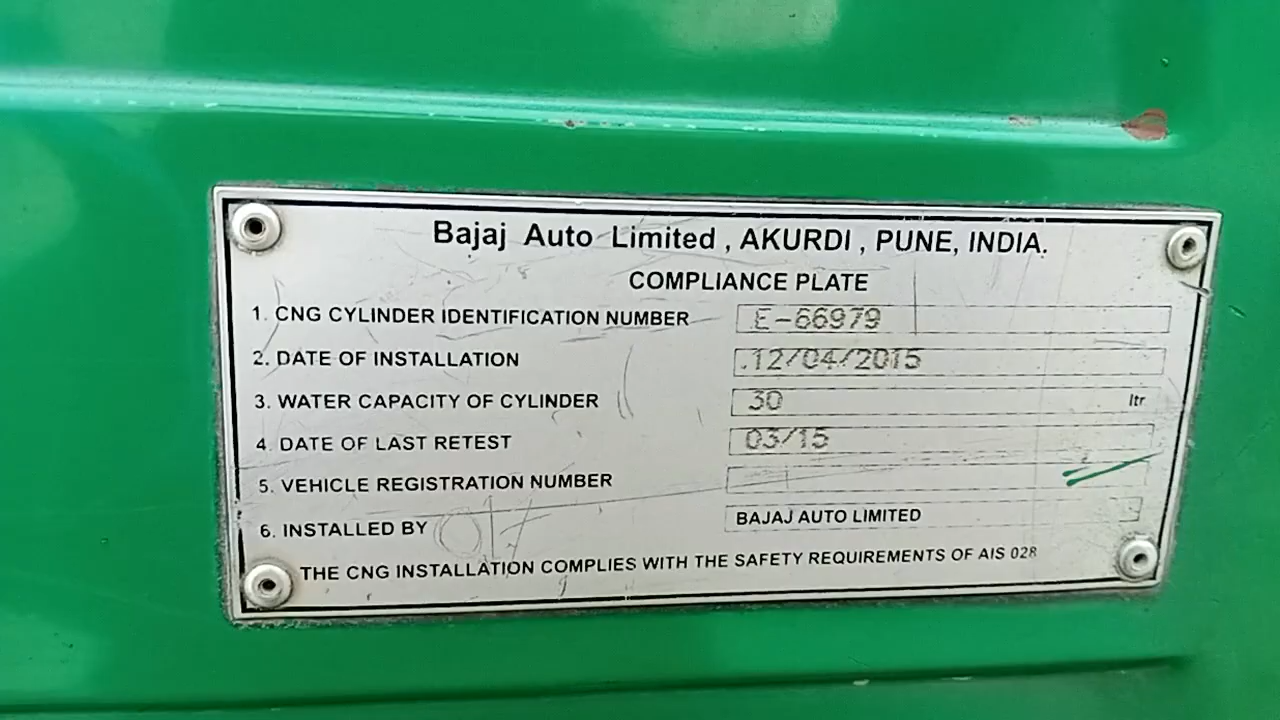 Bajaj Auto Limited , AKURDI , PUNE, INDIA.
COMPLIANCE PLATE
1. CNG CYLINDER IDENTIFICATION NUMBER E-66979
2. DATE OF INSTALLATION .12/04/2015
3. WATER CAPACITY OF CYLINDER 30 ltr
4. DATE OF LAST RETEST 03/15
5. VEHICLE REGISTRATION NUMBER
6. INSTALLED BY BAJAJ AUTO LIMITED
THE CNG INSTALLATION COMPLIES WITH THE SAFETY REQUIREMENTS OF AIS 028